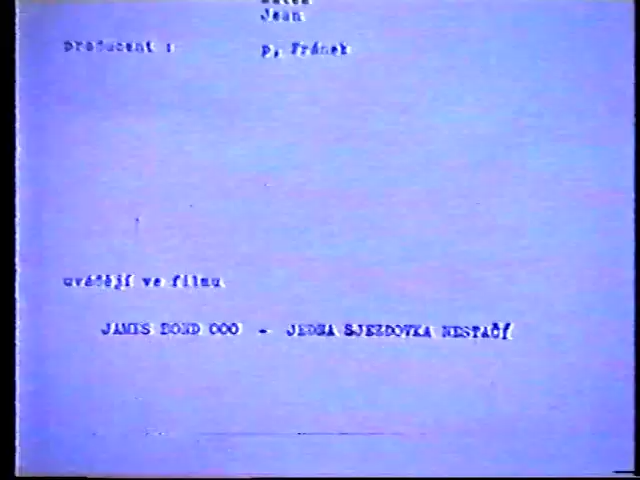 Jean
producent : p. Fránek
uvádějí ve filmu
JAMES BOND 000 - JEDNA SJEZDOVKA NESTAČÍ